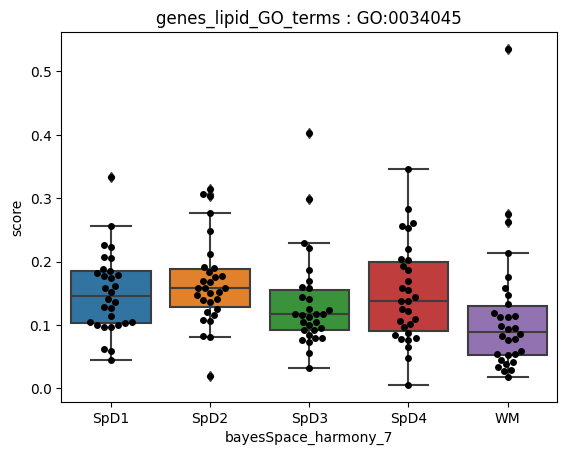 genes_lipid_GO_terms : GO:0034045
0.5
0.4
0.3
0.2
0.1
0.0
score
SpD1 SpD2 SpD3 SpD4 WM
bayesSpace_harmony_7